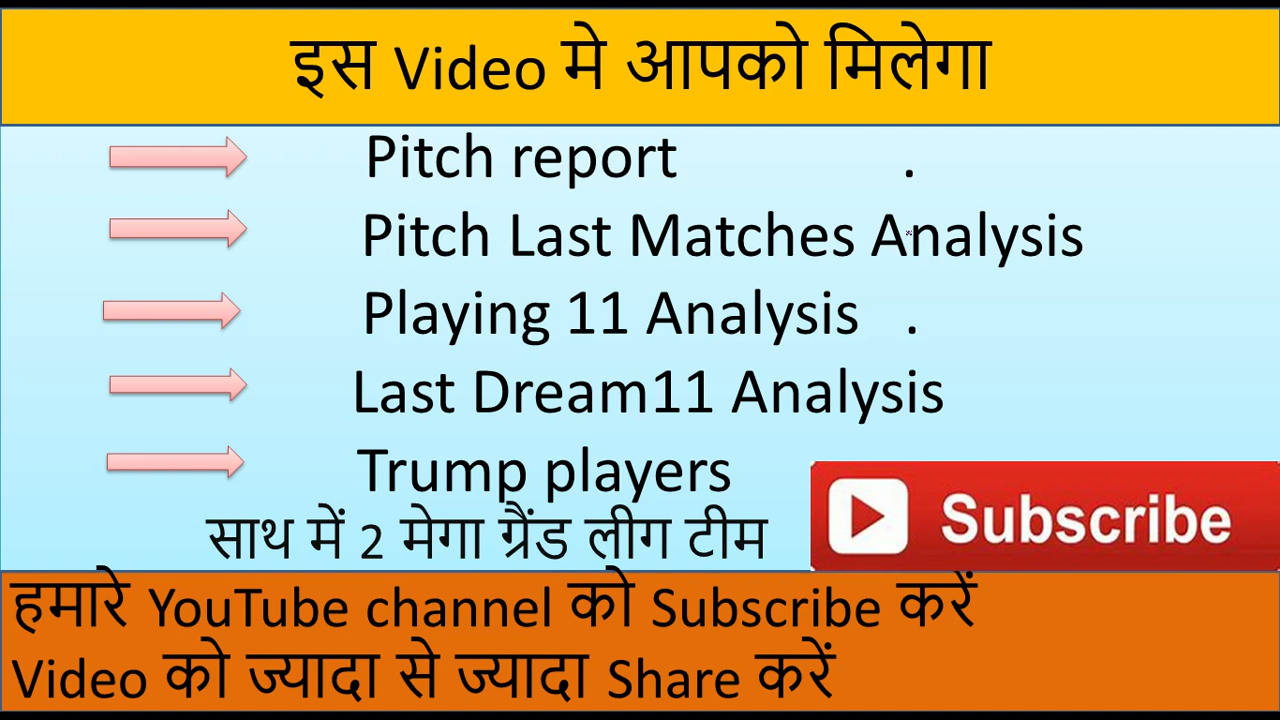 इस Video मे आपको मिलेगा
Pitch report .
Pitch Last Matches Analysis
Playing 11 Analysis .
Last Dream11 Analysis
Trump players
साथ में 2 मेगा ग्रैंड लीग टीम
Subscribe
हमारे YouTube channel को Subscribe करें
Video को ज्यादा से ज्यादा Share करें